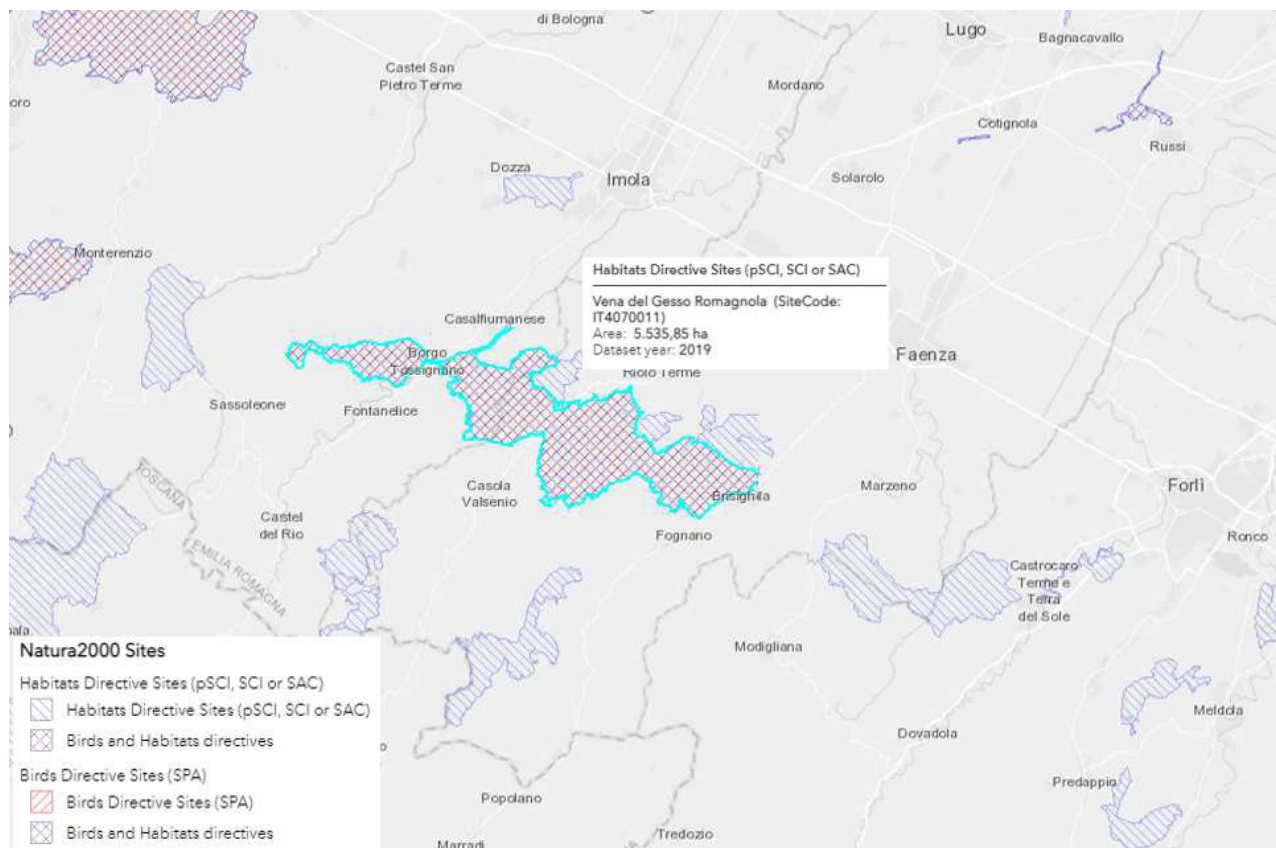 di Bologna
Lugo
Bagnacavallo
Castel San
Pietro Terme
Mordano
oro
Cotignola
Russi
Dozza
Imola
Solarolo
Monterenzio
Habitats Directive Sites (pSCI, SCI or SAC)
Vena del Gesso Romagnola (SiteCode:
IT4070011)
Area: 5.535,85 ha
Dataset year: 2019
Casalfiumanese
Borgo
Tossignano
Faenza
Riolo Terme
Sassoleone
Fontanelice
Casola
Valsenio
Brisighella
Marzeno
Forlì
TOSCANA
EMILIA ROMAGNA
Castel
del Rio
Fognano
Ronco
Castrocaro
Terme e
Terra
del Sole
nala
Modigliana
Meldola
Dovadola
Predappio
Popolano
Tredozio
Marradi
Natura2000 Sites
Habitats Directive Sites (pSCI, SCI or SAC)
Habitats Directive Sites (pSCI, SCI or SAC)
Birds and Habitats directives
Birds Directive Sites (SPA)
Birds Directive Sites (SPA)
Birds and Habitats directives